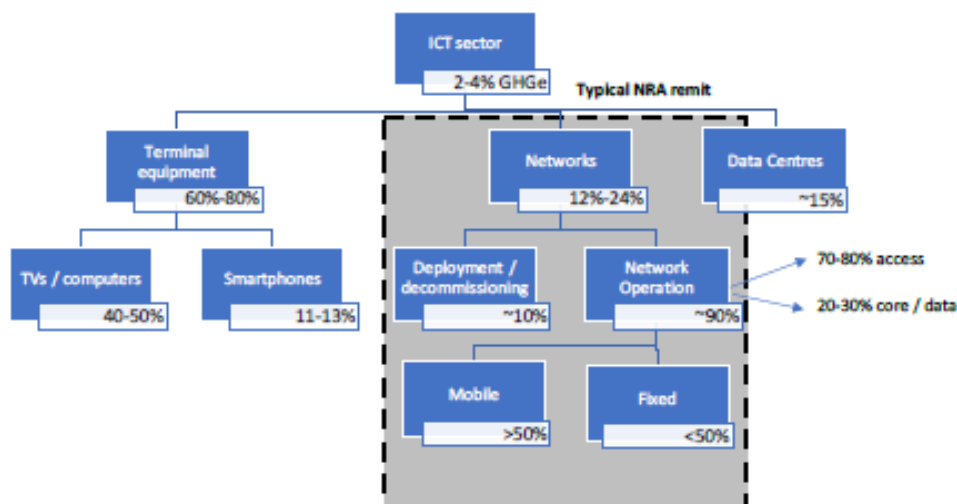 ICT sector
2-4% GHGe
Typical NRA remit
Terminal
equipment
60%-80%
Networks
12%-24%
Data Centres
~15%
TVs / computers
40-50%
Smartphones
11-13%
Deployment /
decommissioning
~10%
Network
Operation
~90%
70-80% access
20-30% core / data
Mobile
>50%
Fixed
<50%